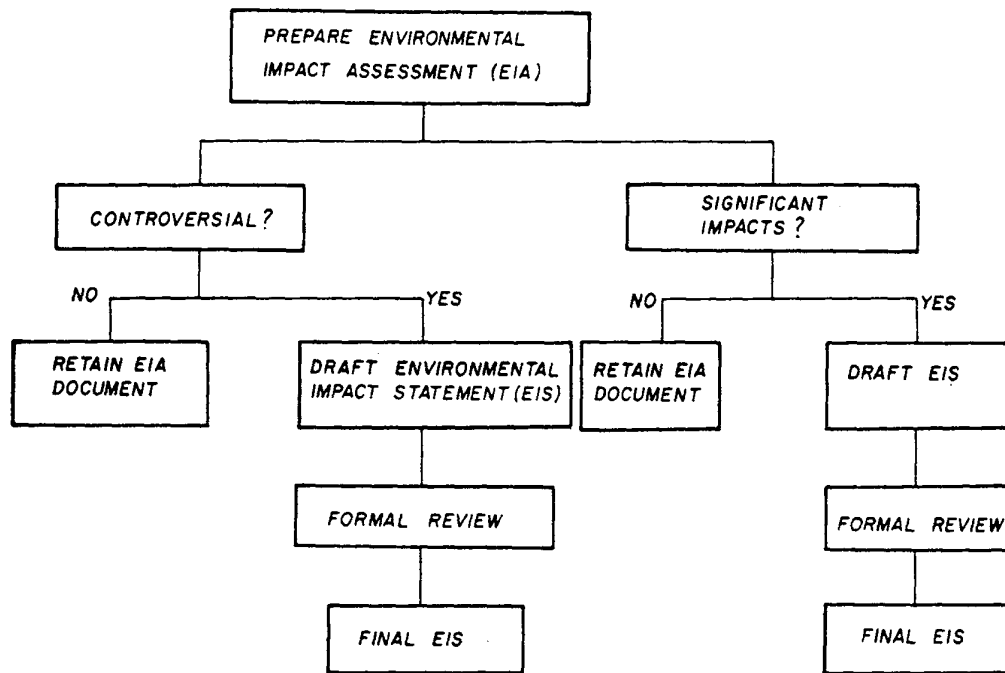 PREPARE ENVIRONMENTAL
IMPACT ASSESSMENT (EIA)
CONTROVERSIAL?
SIGNIFICANT
IMPACTS?
NO
YES
NO
YES
RETAIN EIA
DOCUMENT
DRAFT ENVIRONMENTAL
IMPACT STATEMENT (EIS)
RETAIN EIA
DOCUMENT
DRAFT EIS
FORMAL REVIEW
FORMAL REVIEW
FINAL EIS
FINAL EIS